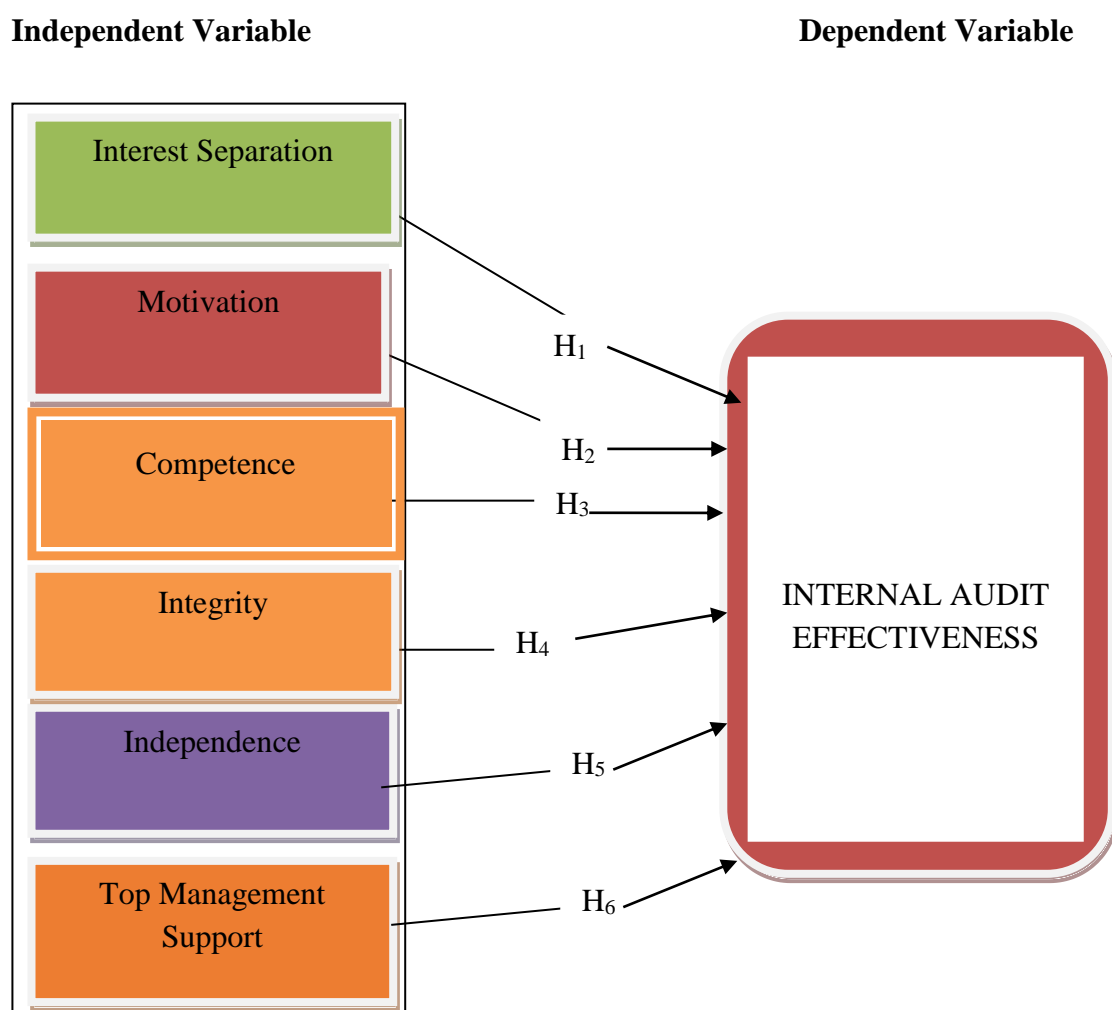 Independent Variable
Dependent Variable
Interest Separation
Motivation
Competence
Integrity
Independence
Top Management
Support
H₁
H₂
H₃
H₄
H₅
H₆
INTERNAL AUDIT
EFFECTIVENESS